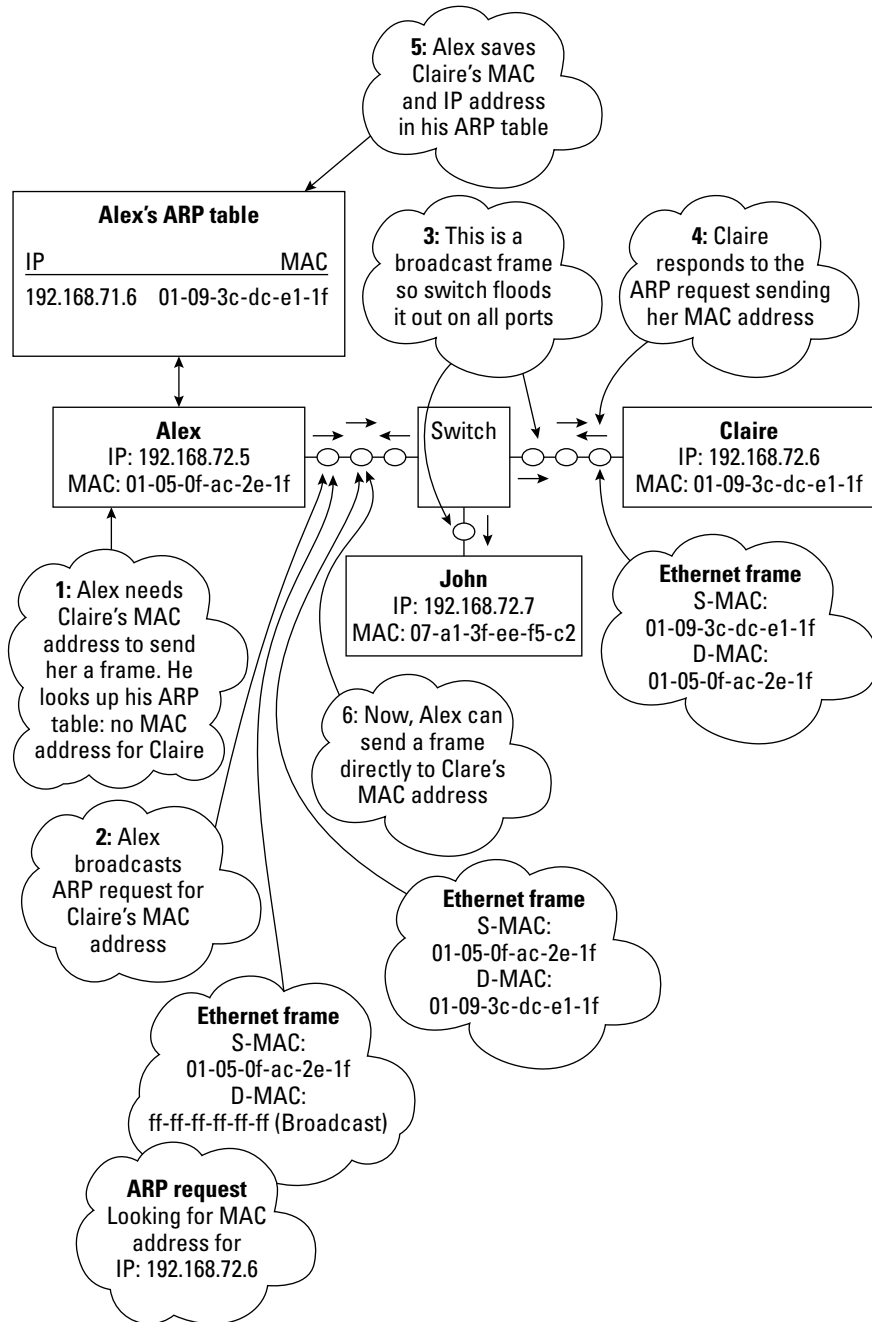 5: Alex saves
Claire's MAC
and IP address
in his ARP table
Alex's ARP table
IP MAC
192.168.71.6 01-09-3c-dc-e1-1f
3: This is a
broadcast frame
so switch floods
it out on all ports
4: Claire
responds to the
ARP request sending
her MAC address
Alex
IP: 192.168.72.5
MAC: 01-05-0f-ac-2e-1f
Switch
Claire
IP: 192.168.72.6
MAC: 01-09-3c-dc-e1-1f
John
IP: 192.168.72.7
MAC: 07-a1-3f-ee-f5-c2
1: Alex needs
Claire's MAC
address to send
her a frame. He
looks up his ARP
table: no MAC
address for Claire
Ethernet frame
S-MAC:
01-09-3c-dc-e1-1f
D-MAC:
01-05-0f-ac-2e-1f
6: Now, Alex can
send a frame
directly to Clare's
MAC address
2: Alex
broadcasts
ARP request for
Claire's MAC
address
Ethernet frame
S-MAC:
01-05-0f-ac-2e-1f
D-MAC:
01-09-3c-dc-e1-1f
Ethernet frame
S-MAC:
01-05-0f-ac-2e-1f
D-MAC:
ff-ff-ff-ff-ff-ff (Broadcast)
ARP request
Looking for MAC
address for
IP: 192.168.72.6